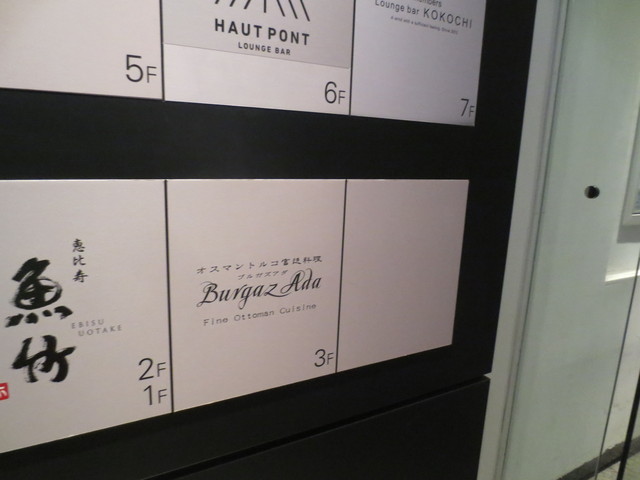 5F
HAUT PONT
LOUNGE BAR
6F
Lounge bar KOKOCHI
7F
恵比寿
魚竹
EBISU
UOTAKE
2F
1F
オスマントルコ宮廷料理
ブルガズアダ
Burgaz Ada
Fine Ottoman Cuisine
3F